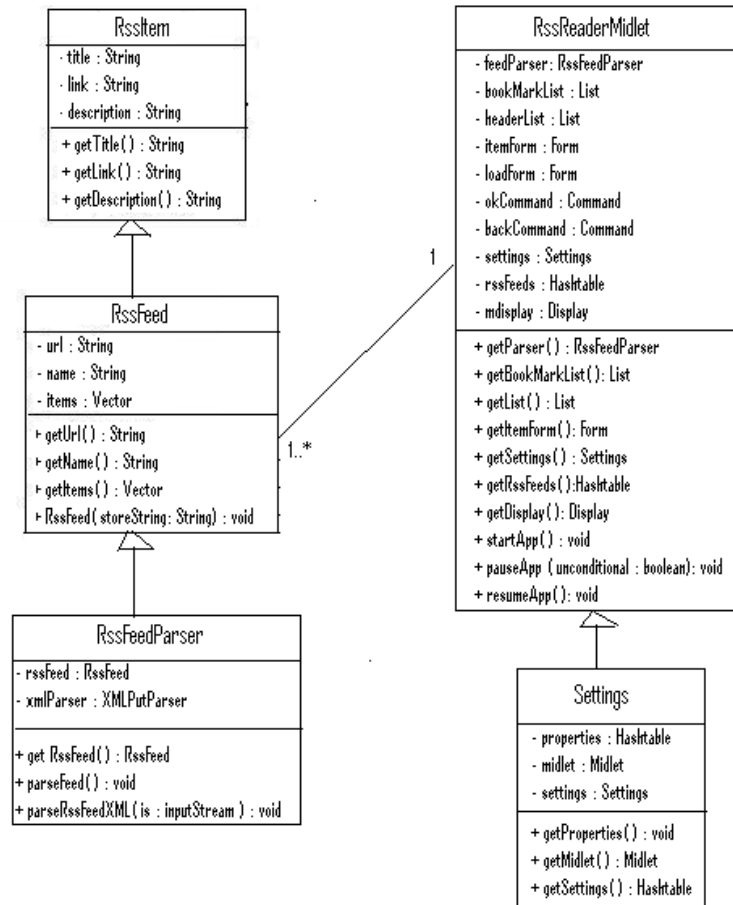 RssItem
- title : String
- link : String
- description : String
+ getTitle() : String
+ getLink() : String
+ getDescription() : String
RssFeed
- url : String
- name : String
- items : Vector
+ getUrl() : String
+ getName() : String
+ getItems() : Vector
+ RssFeed(storeString: String) : void
RssFeedParser
- rssFeed : RssFeed
- xmlParser : XMLPutParser
+ get RssFeed() : RssFeed
+ parseFeed() : void
+ parseRssFeedXML(is : inputStream ) : void
1
1..*
RssReaderMidlet
- feedParser: RssFeedParser
- bookMarkList : List
- headerList : List
- itemForm : Form
- loadForm : Form
- okCommand : Command
- backCommand : Command
- settings : Settings
- rssFeeds : Hashtable
- mdisplay : Display
+ getParser() : RssFeedParser
+ getBookMarkList(): List
+ getList() : List
+ getItemForm(): Form
+ getSettings() : Settings
+ getRssFeeds():Hashtable
+ getDisplay(): Display
+ startApp() : void
+ pauseApp (unconditional : boolean): void
+ resumeApp(): void
Settings
- properties : Hashtable
- midlet : Midlet
- settings : Settings
+ getProperties() : void
+ getMidlet() : Midlet
+ getSettings() : Hashtable